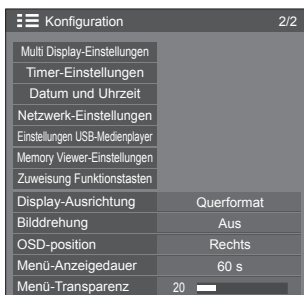 Konfiguration 2/2
Multi Display-Einstellungen
Timer-Einstellungen
Datum und Uhrzeit
Netzwerk-Einstellungen
Einstellungen USB-Medienplayer
Memory Viewer-Einstellungen
Zuweisung Funktionstasten
Display-Ausrichtung Querformat
Bilddrehung Aus
OSD-position Rechts
Menü-Anzeigedauer 60 s
Menü-Transparenz 20